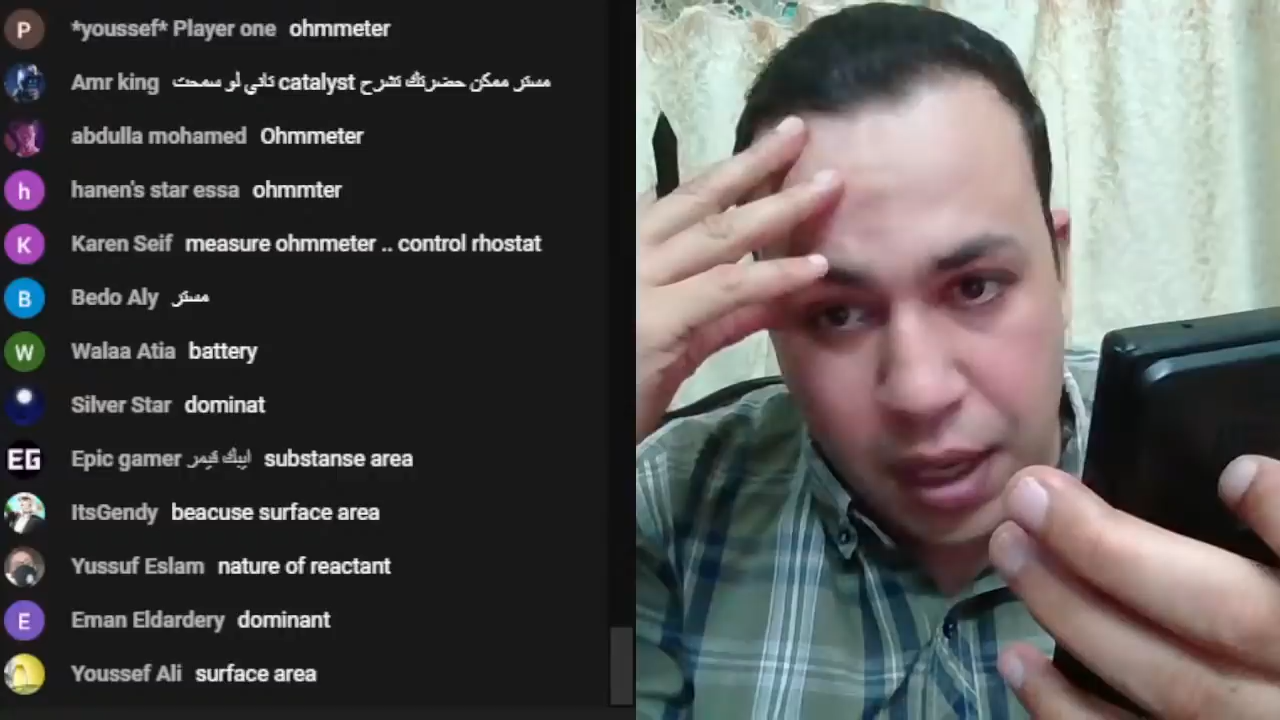 P *youssef* Player one ohmmeter
Amr king مستر ممكن حضرتك تشرح catalyst تاني لو سمحت
abdulla mohamed Ohmmeter
h hanen's star essa ohmmter
K Karen Seif measure ohmmeter .. control rhostat
B Bedo Aly مستر
W Walaa Atia battery
Silver Star dominat
EG Epic gamer ايبك قيمر substanse area
ItsGendy beacuse surface area
Yussuf Eslam nature of reactant
E Eman Eldardery dominant
Youssef Ali surface area